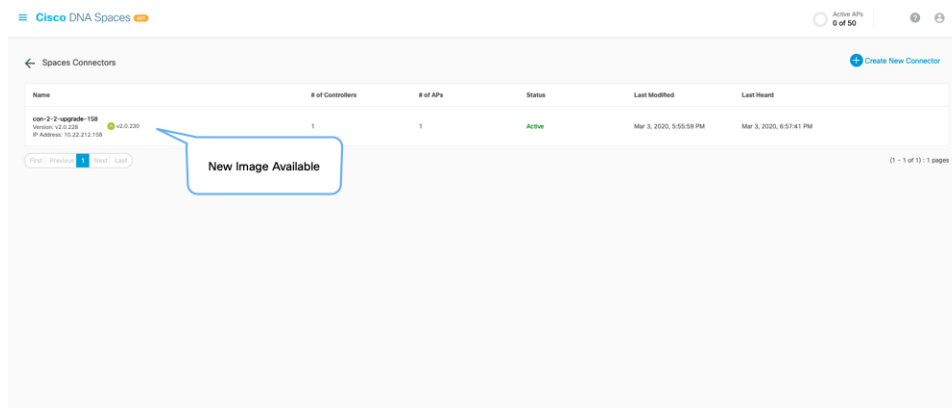 Cisco DNA Spaces ACT
Active APs
0 of 50
Spaces Connectors
Create New Connector
Name # of Controllers # of APs Status Last Modified Last Heard
con-2-2-upgrade-158
Version: v2.0.228 v2.0.230
IP Address: 10.22.212.158
1 1 Active Mar 3, 2020, 5:55:59 PM Mar 3, 2020, 6:57:41 PM
First Previous 1 Next Last
(1 - 1 of 1) : 1 pages
New Image Available